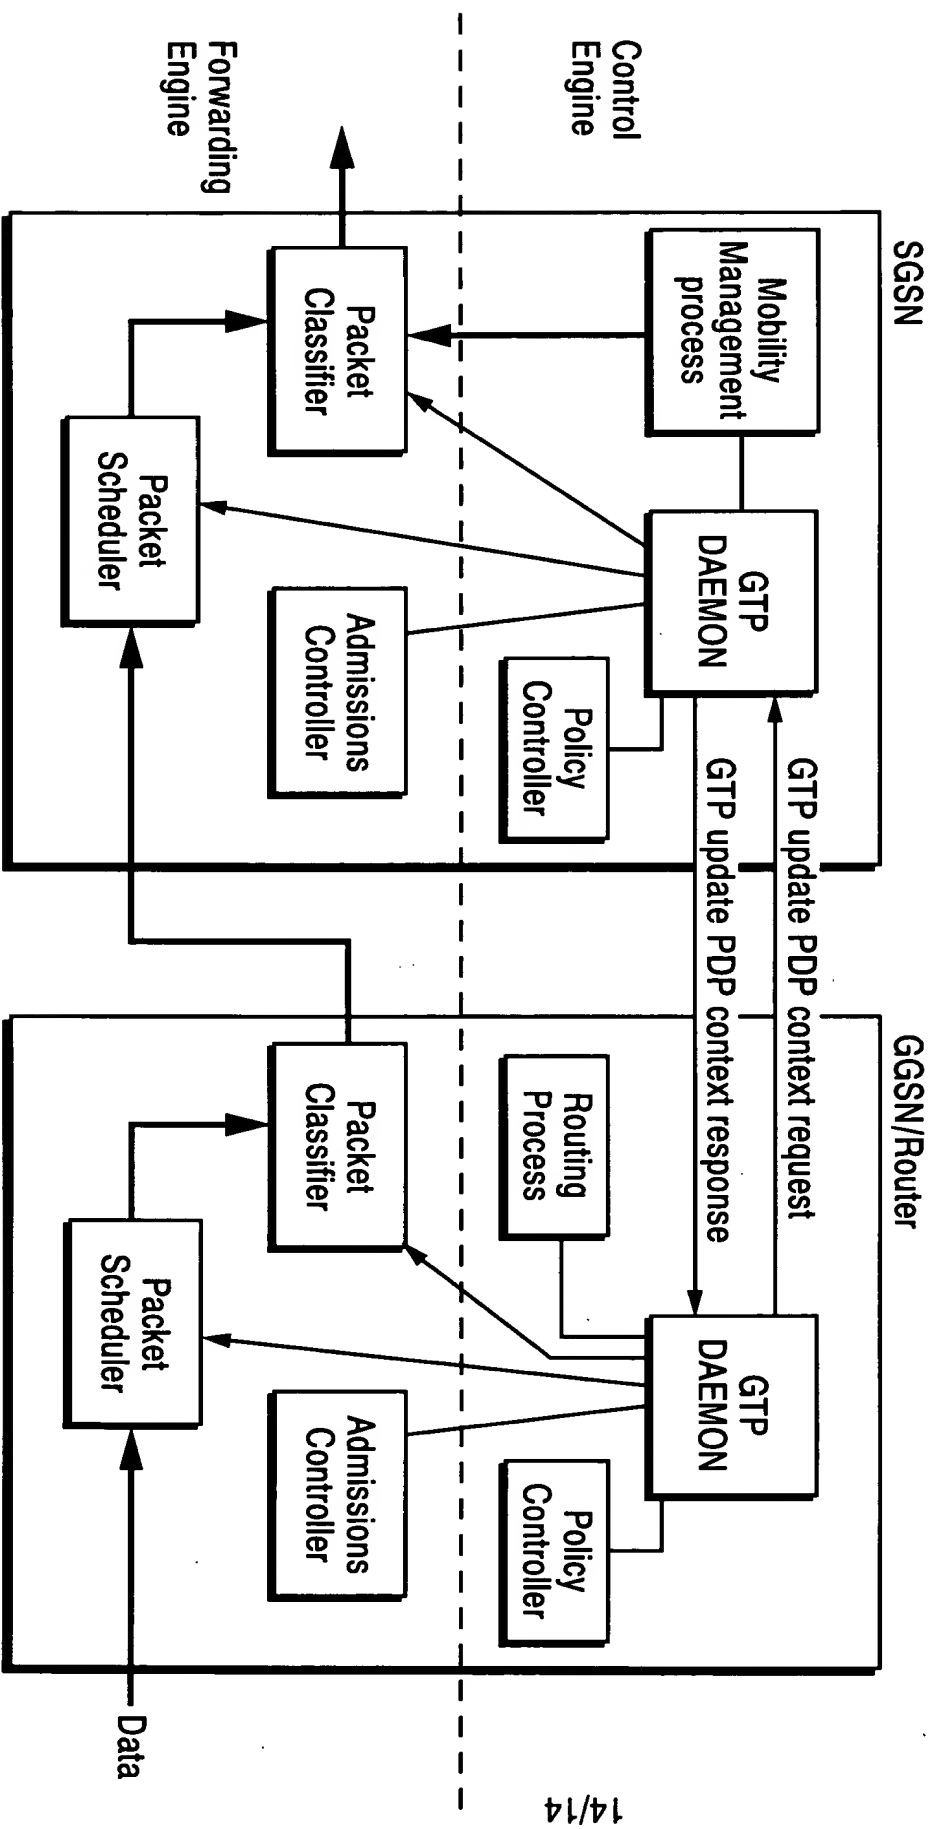 14/14
SGSN
GGSN/Router
Control
Engine
Mobility
Management
process
GTP
DAEMON
GTP update PDP context request
GTP update PDP context response
GTP
DAEMON
Policy
Controller
Routing
Process
Policy
Controller
Forwarding
Engine
Packet
Classifier
Admissions
Controller
Packet
Classifier
Admissions
Controller
Packet
Scheduler
Packet
Scheduler
Data